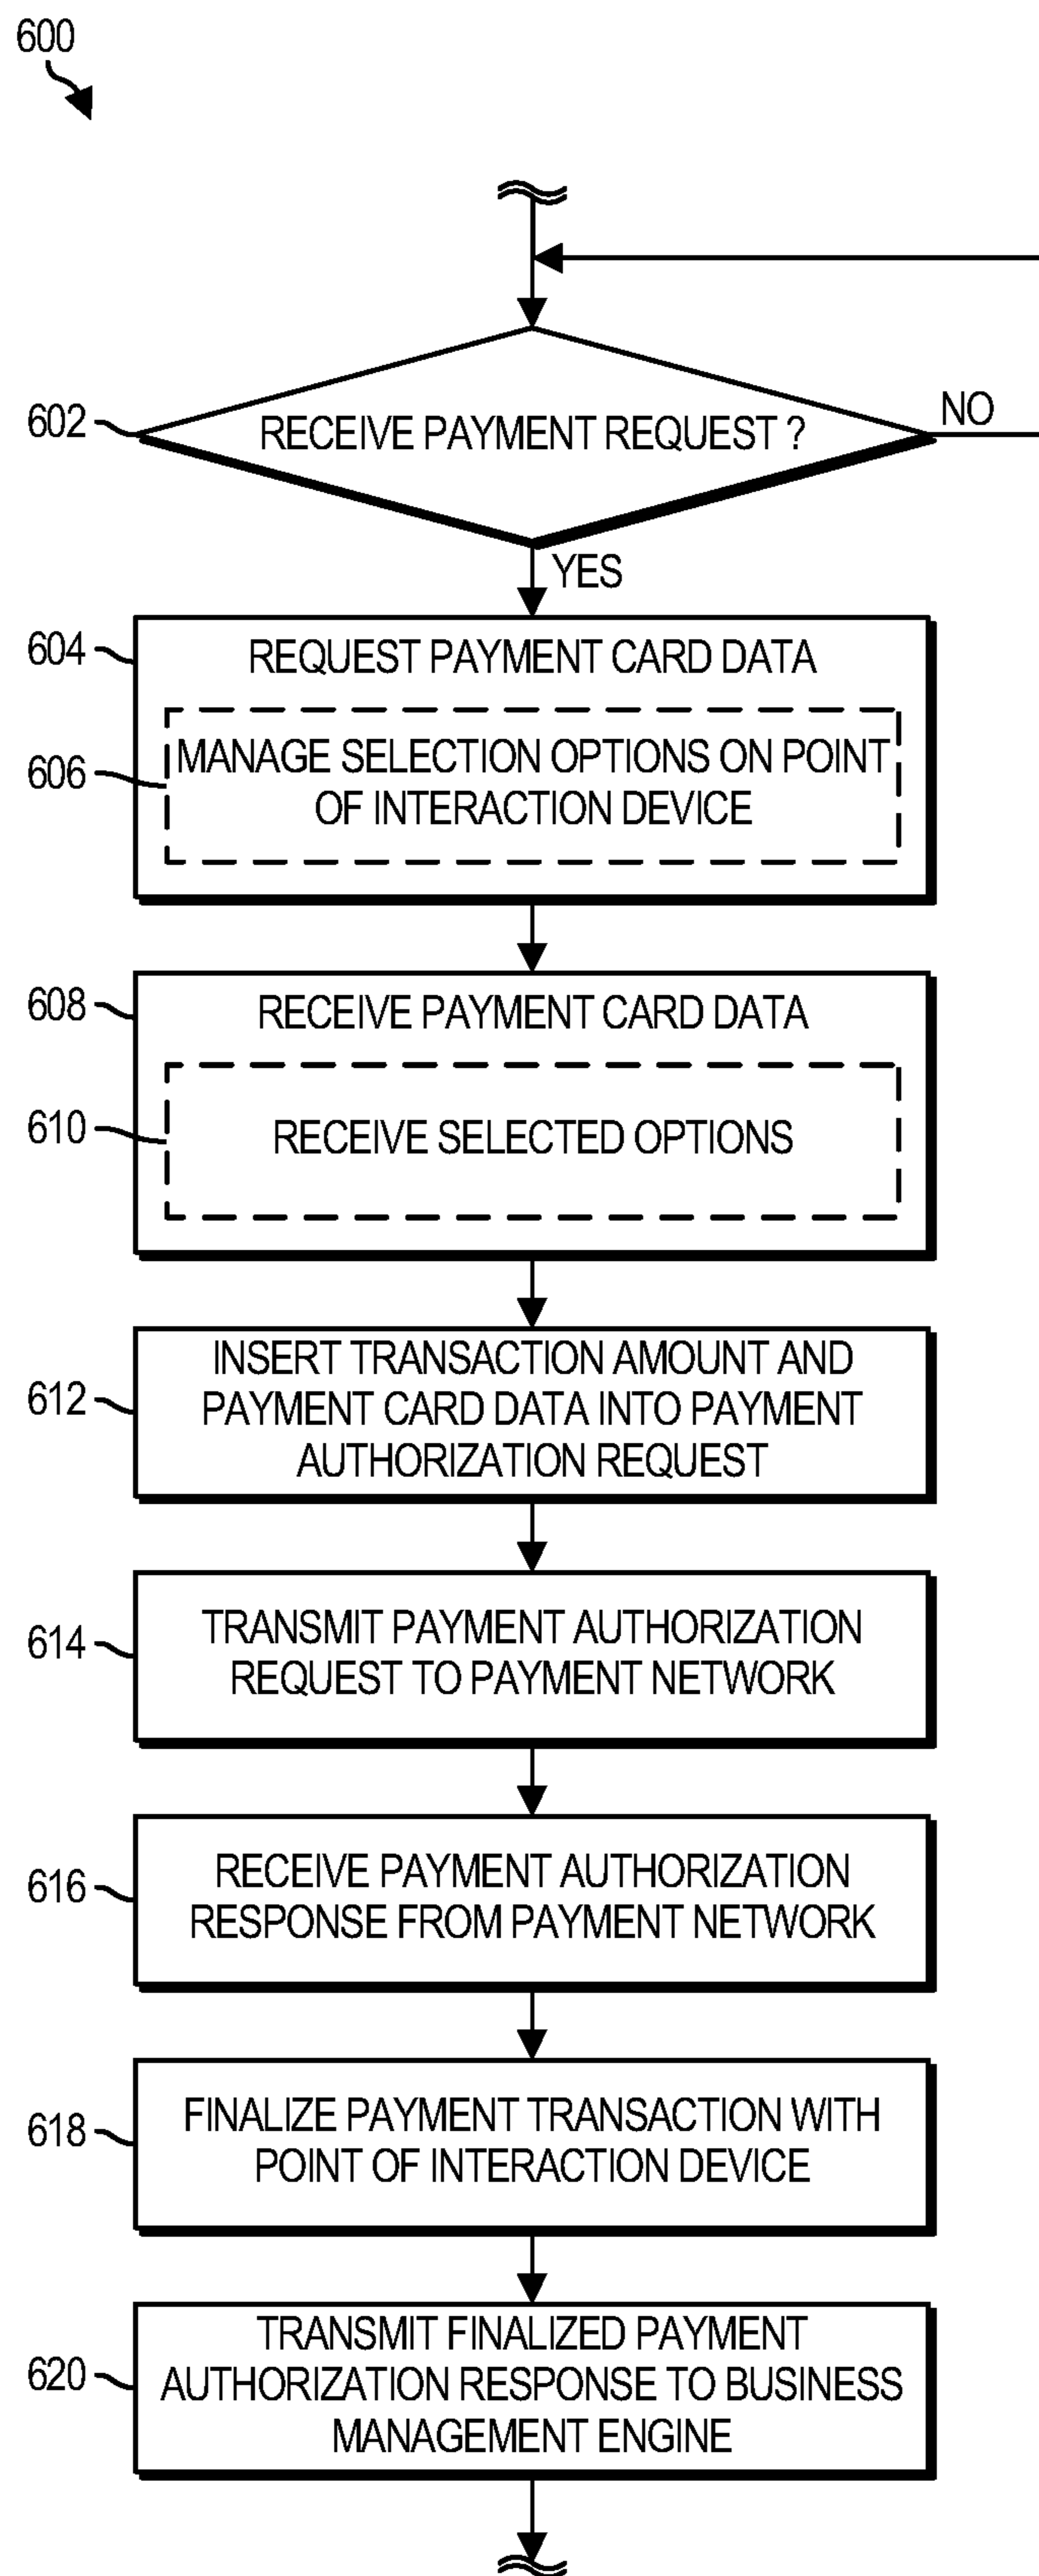 600
602
RECEIVE PAYMENT REQUEST ?
NO
YES
604
REQUEST PAYMENT CARD DATA
606
MANAGE SELECTION OPTIONS ON POINT
OF INTERACTION DEVICE
608
RECEIVE PAYMENT CARD DATA
610
RECEIVE SELECTED OPTIONS
612
INSERT TRANSACTION AMOUNT AND
PAYMENT CARD DATA INTO PAYMENT
AUTHORIZATION REQUEST
614
TRANSMIT PAYMENT AUTHORIZATION
REQUEST TO PAYMENT NETWORK
616
RECEIVE PAYMENT AUTHORIZATION
RESPONSE FROM PAYMENT NETWORK
618
FINALIZE PAYMENT TRANSACTION WITH
POINT OF INTERACTION DEVICE
620
TRANSMIT FINALIZED PAYMENT
AUTHORIZATION RESPONSE TO BUSINESS
MANAGEMENT ENGINE